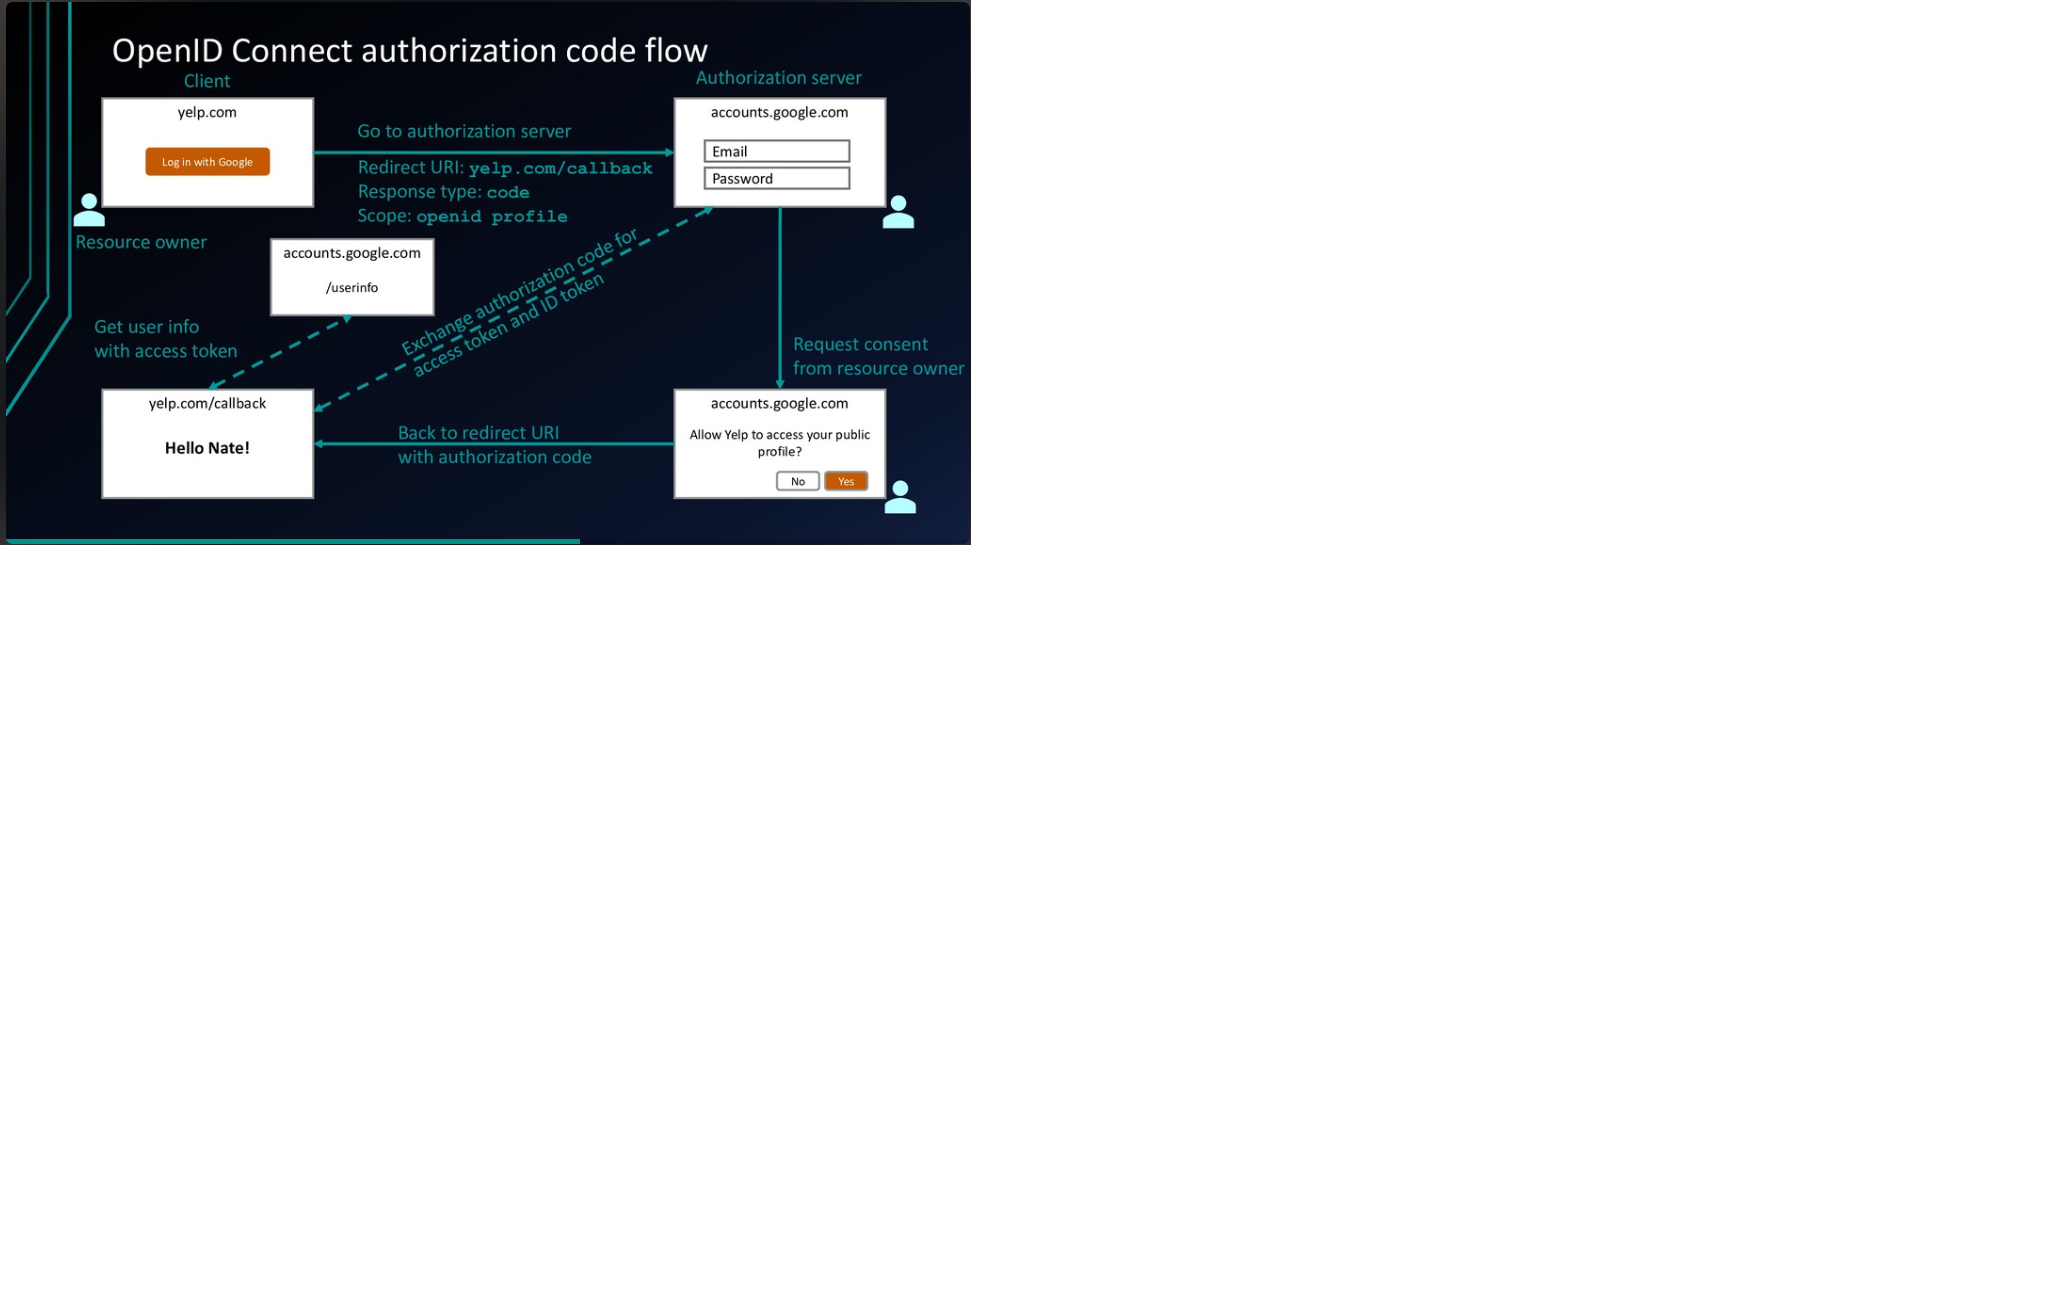 OpenID Connect authorization code flow
Client
Authorization server
yelp.com
Log in with Google
Go to authorization server
Redirect URI: yelp.com/callback
Response type: code
Scope: openid profile
accounts.google.com
Email
Password
Resource owner
accounts.google.com
/userinfo
Exchange authorization code for
access token and ID token
Get user info
with access token
Request consent
from resource owner
yelp.com/callback
Hello Nate!
Back to redirect URI
with authorization code
accounts.google.com
Allow Yelp to access your public
profile?
No
Yes